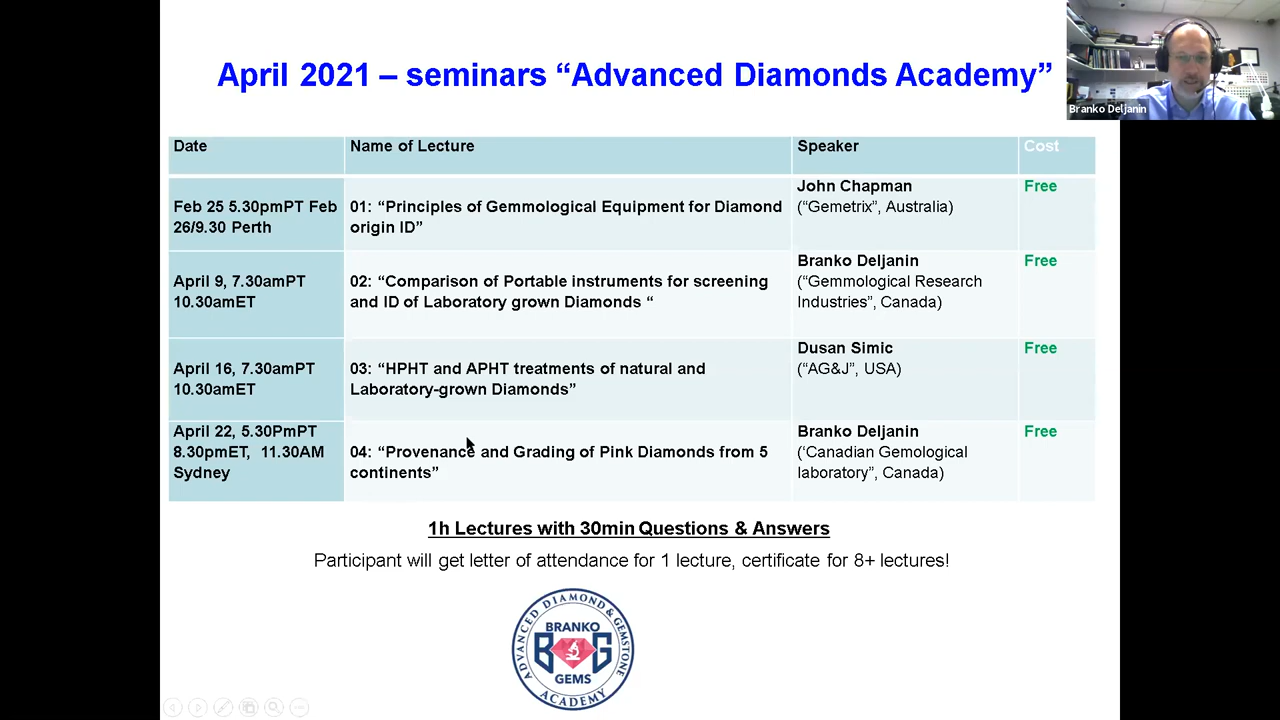 April 2021 – seminars “Advanced Diamonds Academy”
Branko Deljanin
Date
Name of Lecture
Speaker
Cost
Feb 25 5.30pmPT Feb
26/9.30 Perth
01: “Principles of Gemmological Equipment for Diamond
origin ID”
John Chapman
(“Gemetrix”, Australia)
Free
April 9, 7.30amPT
10.30amET
02: “Comparison of Portable instruments for screening
and ID of Laboratory grown Diamonds “
Branko Deljanin
(“Gemmological Research
Industries”, Canada)
Free
April 16, 7.30amPT
10.30amET
03: “HPHT and APHT treatments of natural and
Laboratory-grown Diamonds”
Dusan Simic
(“AG&J”, USA)
Free
April 22, 5.30PmPT
8.30pmET, 11.30AM
Sydney
04: “Provenance and Grading of Pink Diamonds from 5
continents”
Branko Deljanin
(‘Canadian Gemological
laboratory”, Canada)
Free
1h Lectures with 30min Questions & Answers
Participant will get letter of attendance for 1 lecture, certificate for 8+ lectures!
ADVANCED DIAMOND & GEMSTONE
BRANKO
B G
GEMS
ACADEMY